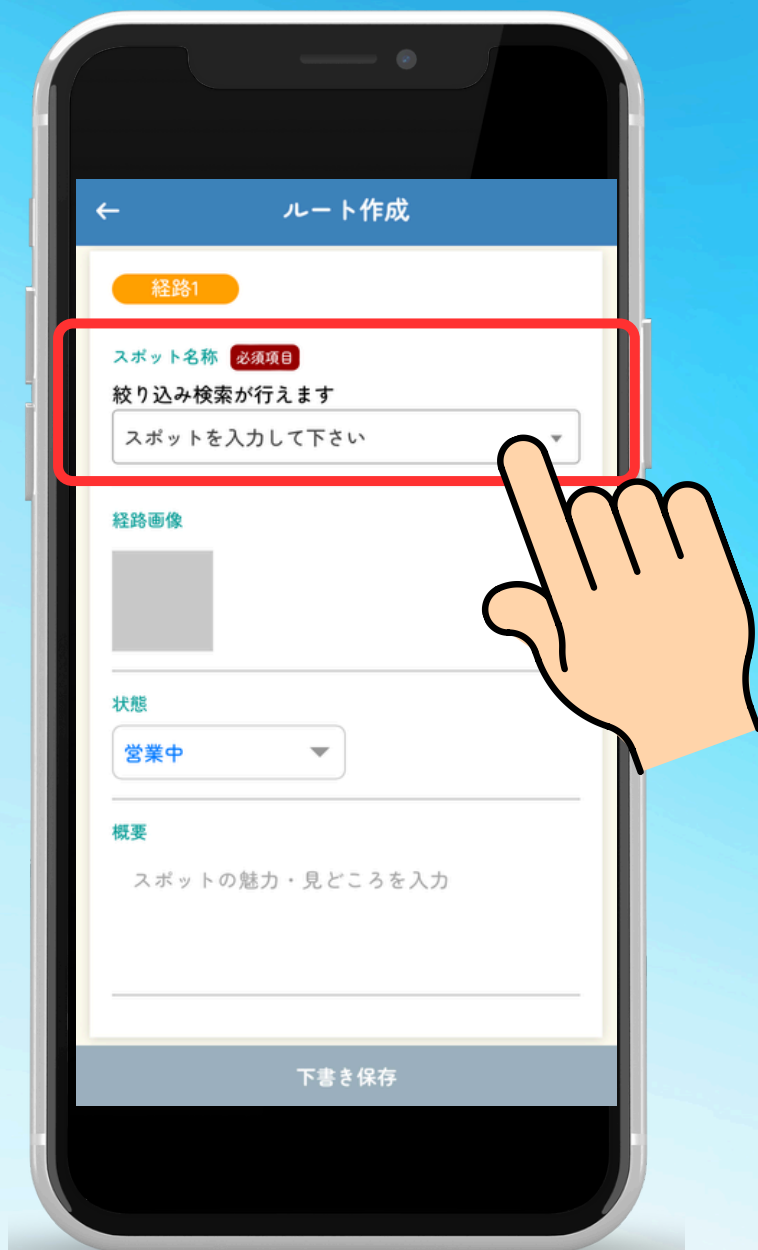 ルート作成
経路1
スポット名称 必須項目
絞り込み検索が行えます
スポットを入力して下さい
経路画像
状態
営業中
概要
スポットの魅力・見どころを入力
下書き保存